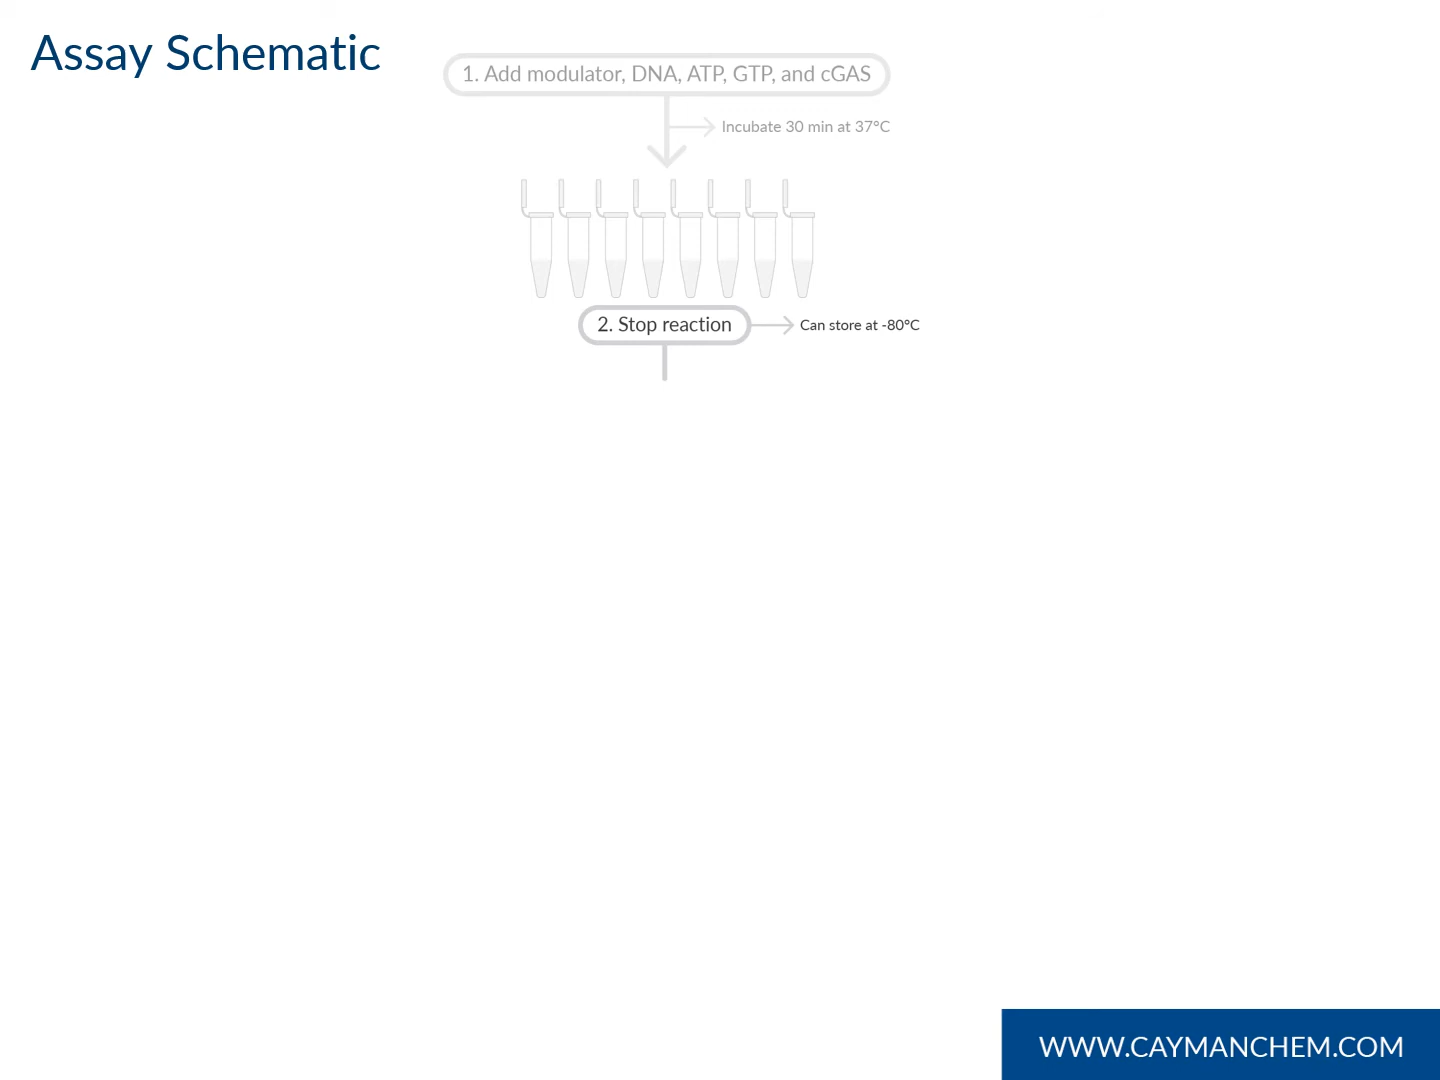 Assay Schematic
1. Add modulator, DNA, ATP, GTP, and cGAS
Incubate 30 min at 37°C
2. Stop reaction
Can store at -80°C
WWW.CAYMANCHEM.COM